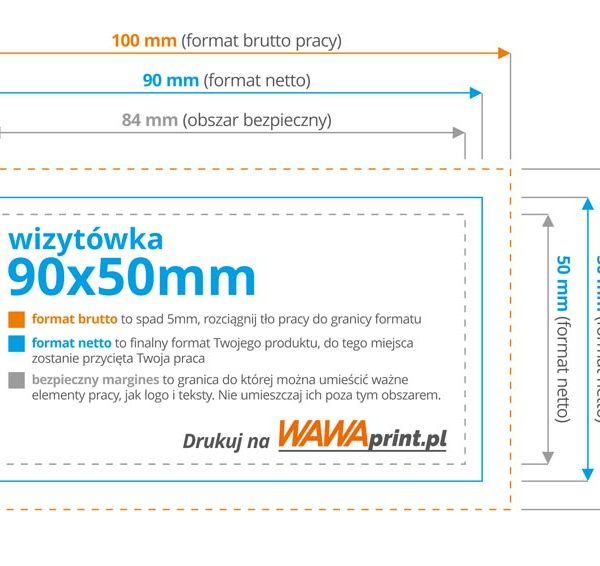 100 mm (format brutto pracy)
90 mm (format netto)
84 mm (obszar bezpieczny)
wizytówka
90x50mm
format brutto to spad 5mm, rozciągnij tło pracy do granicy formatu
format netto to finalny format Twojego produktu, do tego miejsca
zostanie przycięta Twoja praca
bezpieczny margines to granica do której można umieścić ważne
elementy pracy, jak logo i teksty. Nie umieszczaj ich poza tym obszarem.
Drukuj na WAWAprint.pl
50 mm (format netto)
mm (format netto)